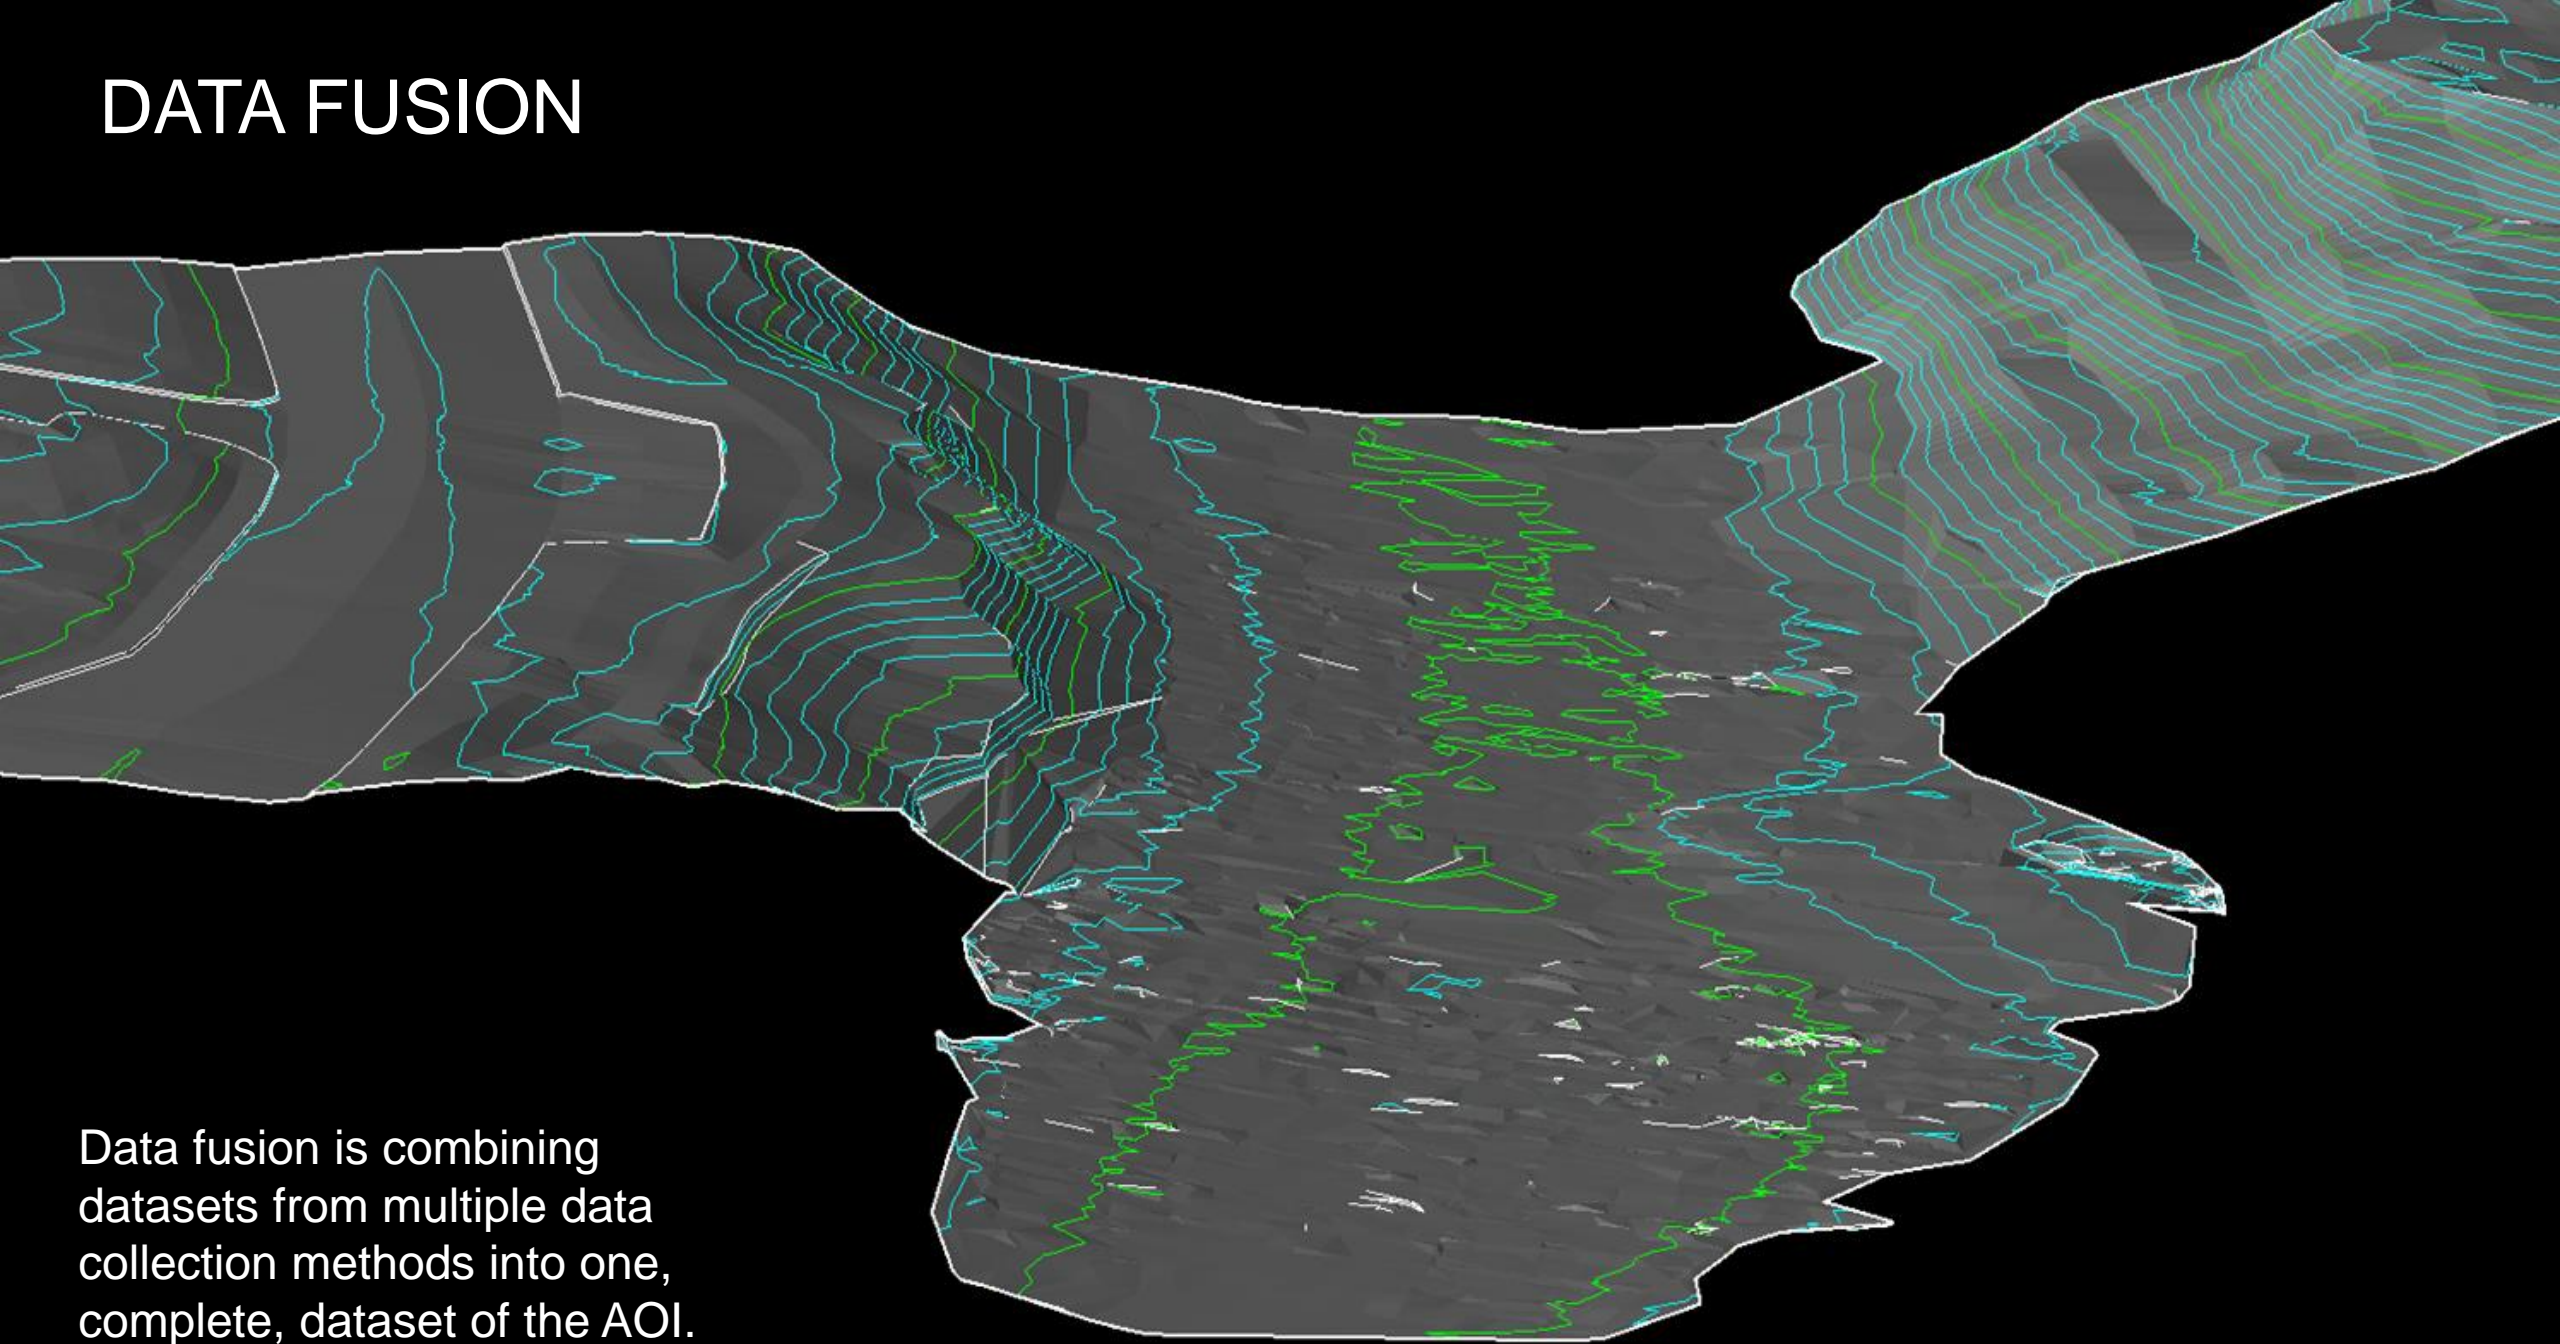 DATA FUSION
Data fusion is combining
datasets from multiple data
collection methods into one,
complete, dataset of the AOI.